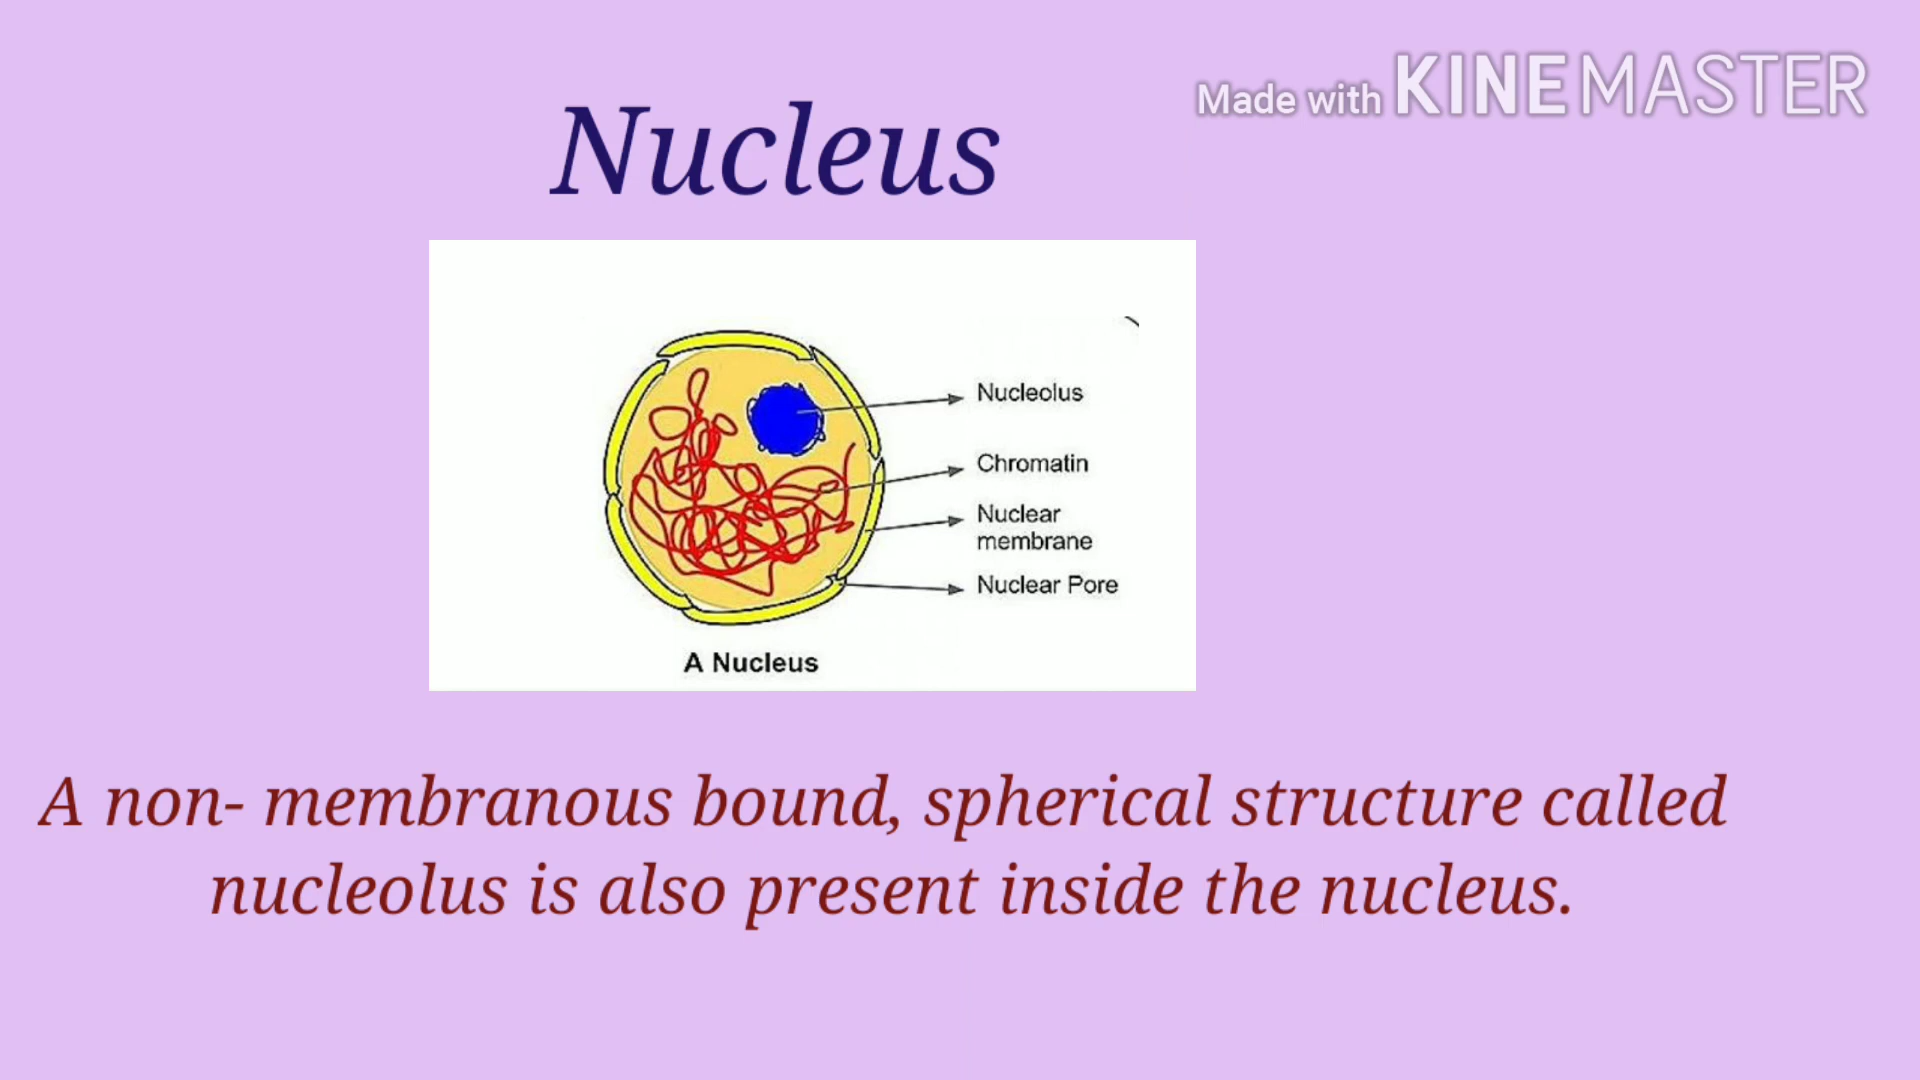 Made with KINEMASTER
Nucleus
Nucleolus
Chromatin
Nuclear
membrane
Nuclear Pore
A Nucleus
A non- membranous bound, spherical structure called
nucleolus is also present inside the nucleus.